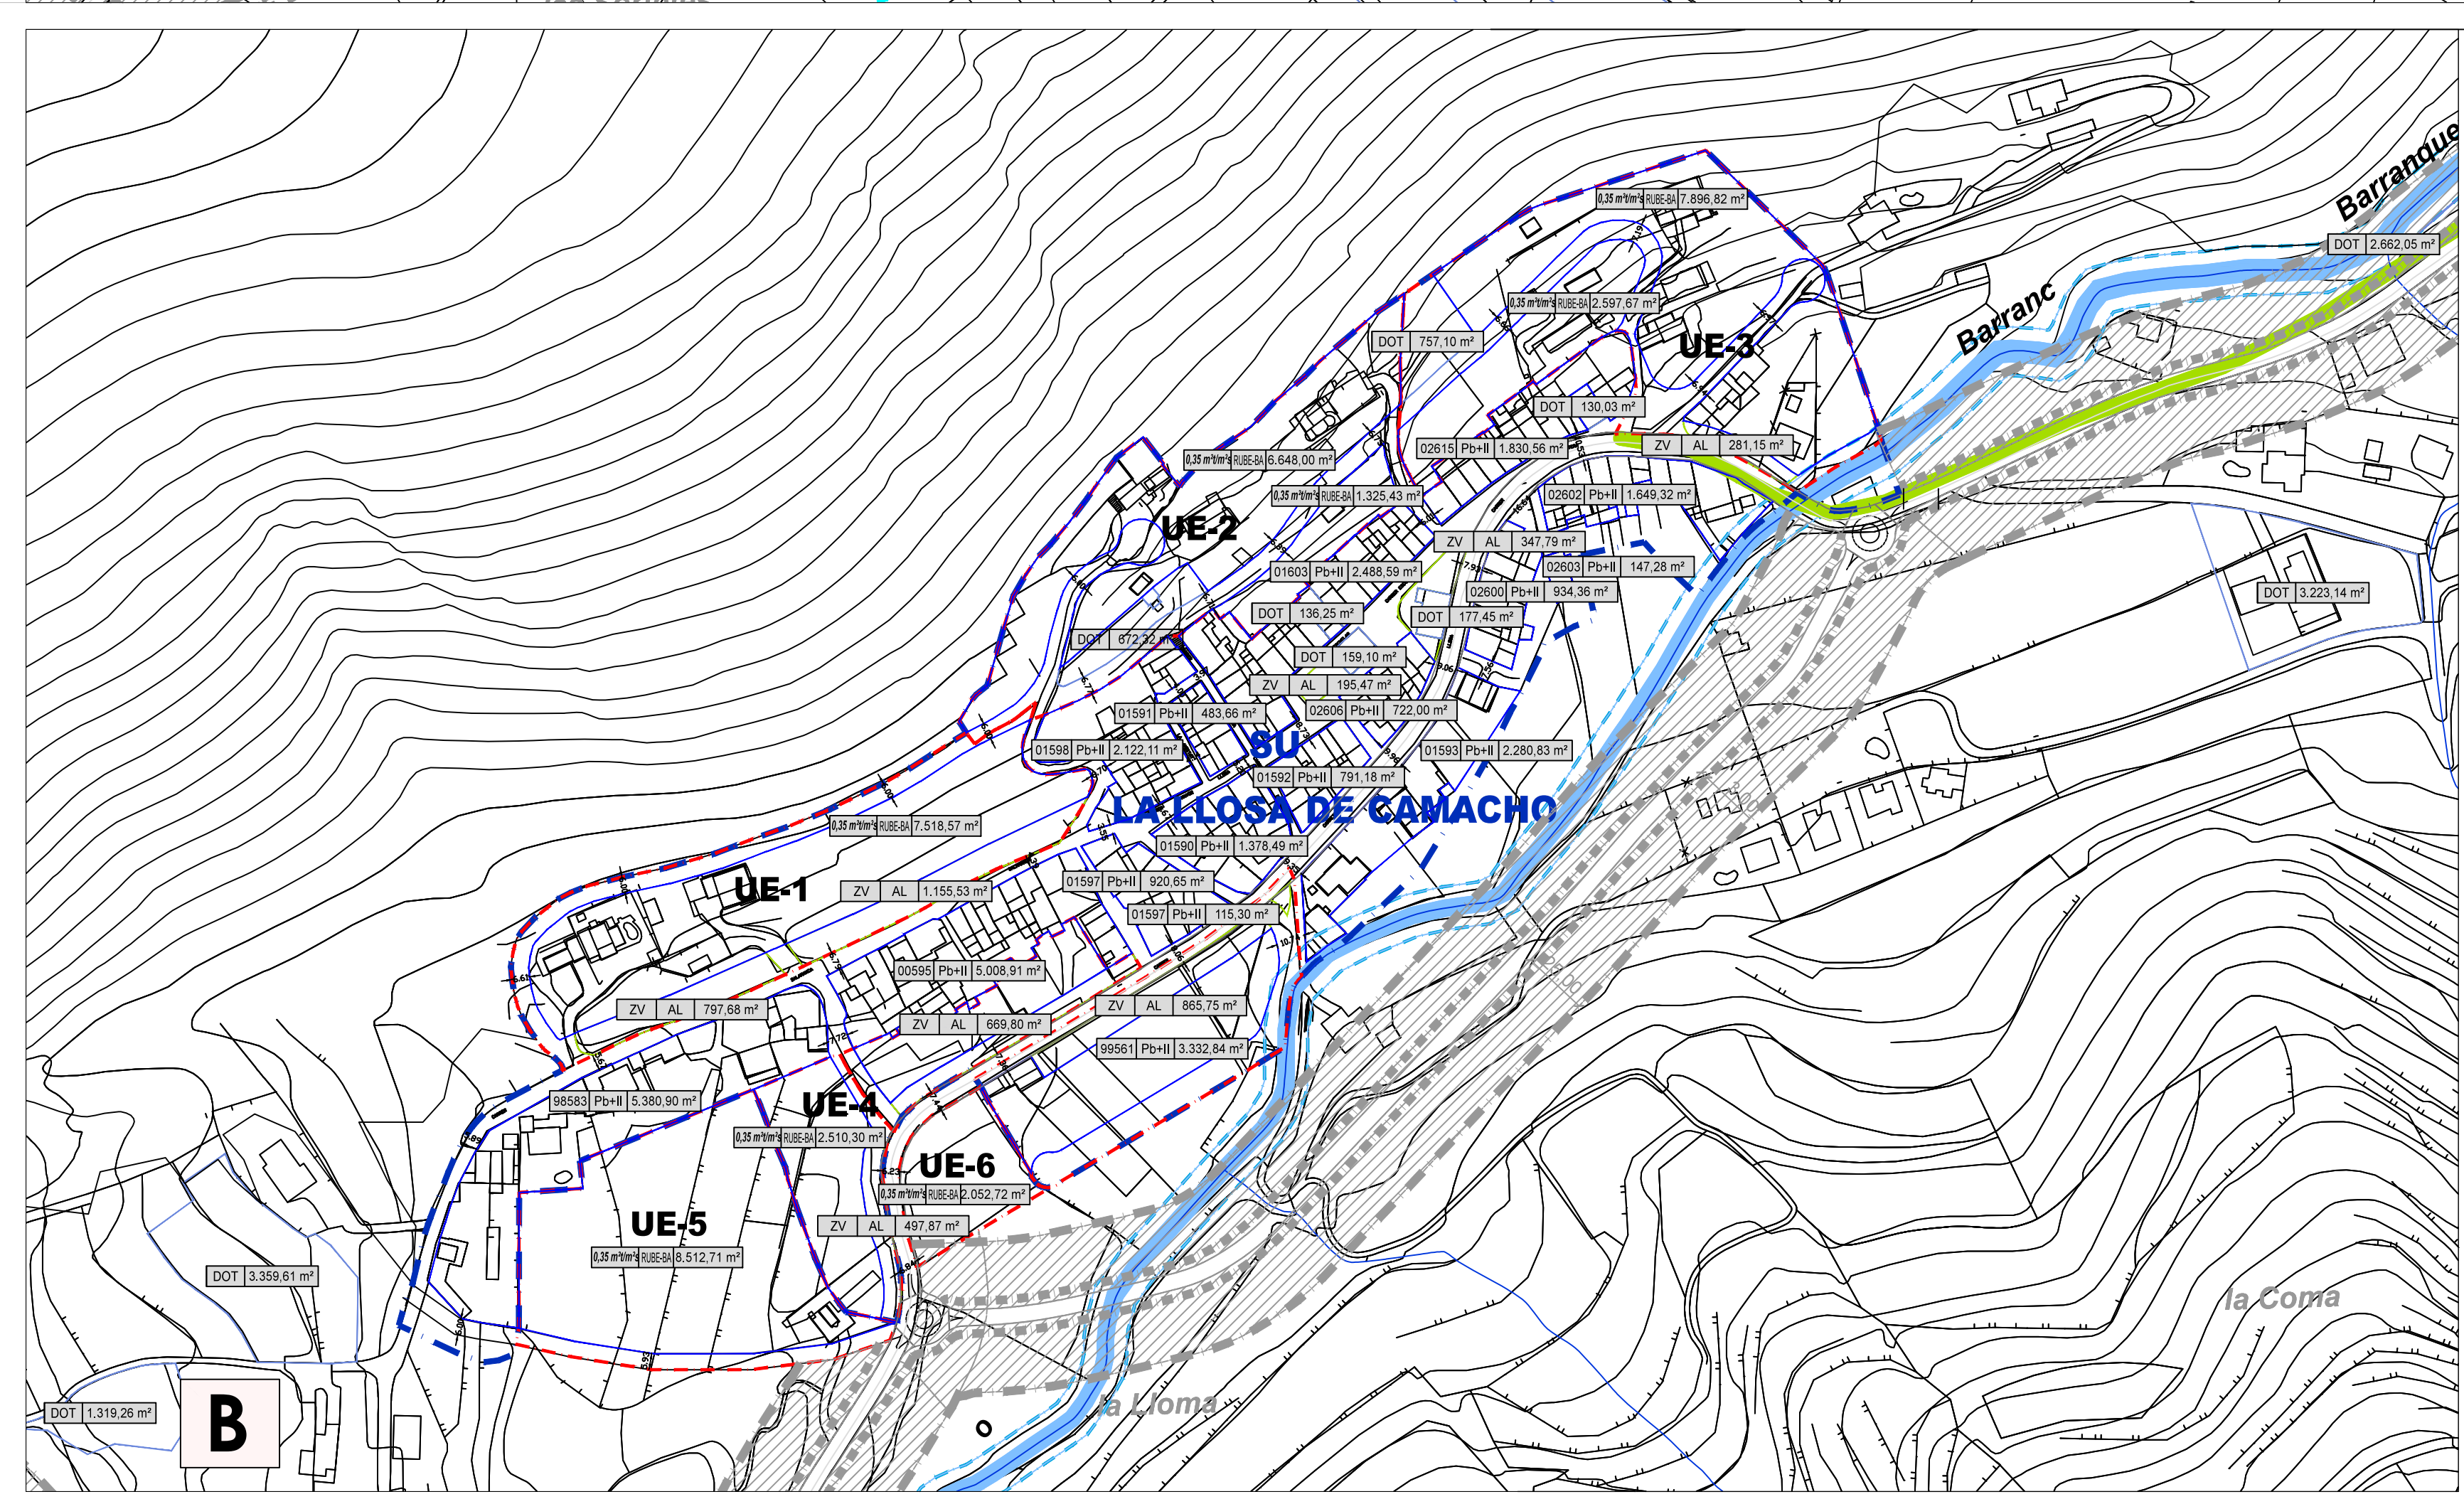 Barranque
0,35 m²t/m²s RUBE-BA 7.896,82 m²
DOT 2.662,05 m²
Barranc
0,35 m²t/m²s RUBE-BA 2.597,67 m²
DOT 757,10 m²
UE-3
DOT 130,03 m²
02615 Pb+II 1.830,56 m²
ZV AL 281,15 m²
0,35 m²t/m²s RUBE-BA 6.648,00 m²
0,35 m²t/m²s RUBE-BA 1.325,43 m²
02602 Pb+II 1.649,32 m²
UE-2
ZV AL 347,79 m²
01603 Pb+II 2.488,59 m²
02603 Pb+II 147,28 m²
02600 Pb+II 934,36 m²
DOT 3.223,14 m²
DOT 136,25 m²
DOT 177,45 m²
DOT 672,32 m²
DOT 159,10 m²
ZV AL 195,47 m²
01591 Pb+II 483,66 m²
02606 Pb+II 722,00 m²
SU
01598 Pb+II 2.122,11 m²
01593 Pb+II 2.280,83 m²
01592 Pb+II 791,18 m²
LA LLOSA DE CAMACHO
0,35 m²t/m²s RUBE-BA 7.518,57 m²
01590 Pb+II 1.378,49 m²
UE-1
ZV AL 1.155,53 m²
01597 Pb+II 920,65 m²
01597 Pb+II 115,30 m²
00595 Pb+II 5.008,91 m²
ZV AL 797,68 m²
ZV AL 865,75 m²
ZV AL 669,80 m²
99561 Pb+II 3.332,84 m²
98583 Pb+II 5.380,90 m²
UE-4
0,35 m²t/m²s RUBE-BA 2.510,30 m²
UE-6
0,35 m²t/m²s RUBE-BA 2.052,72 m²
UE-5
ZV AL 497,87 m²
0,35 m²t/m²s RUBE-BA 8.512,71 m²
DOT 3.359,61 m²
la Coma
la Lloma
DOT 1.319,26 m²
B
o